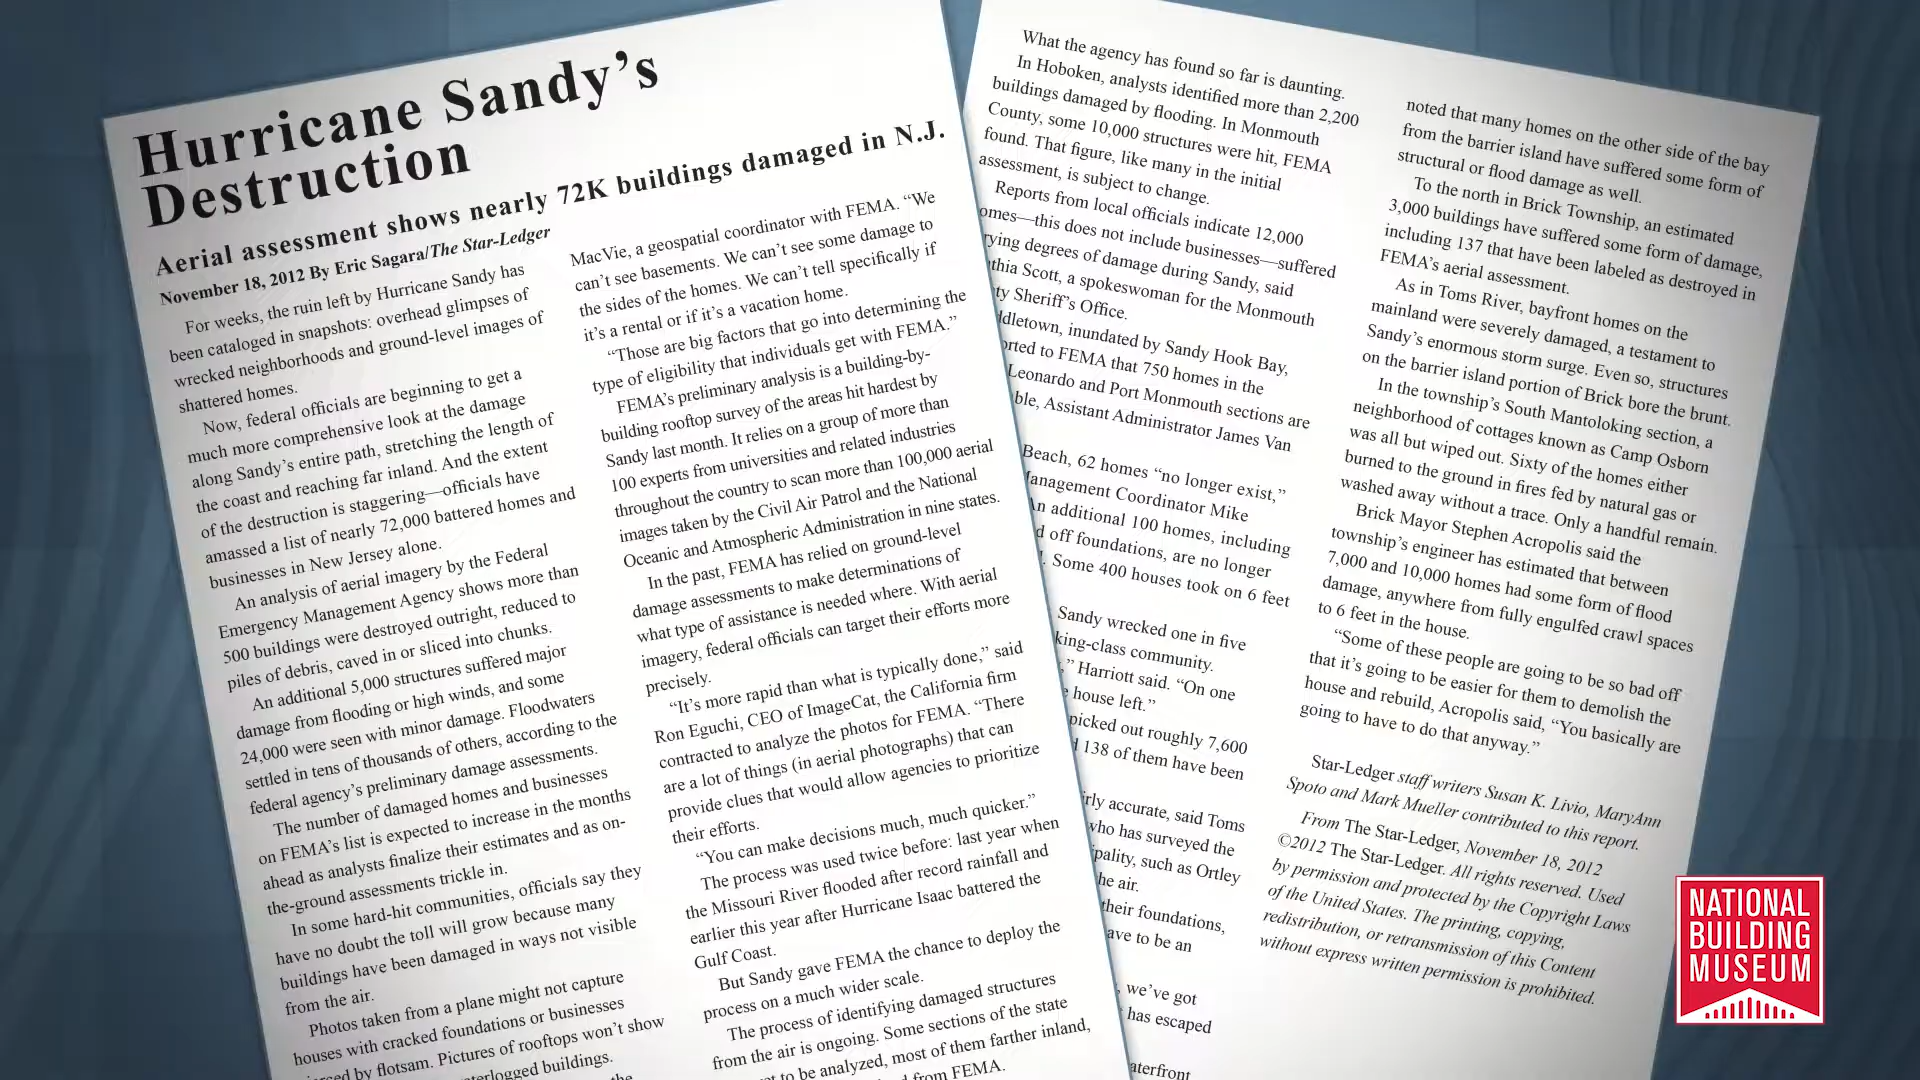 Hurricane Sandy’s
Destruction
Aerial assessment shows nearly 72K buildings damaged in N.J.
November 18, 2012 By Eric Sagara/The Star-Ledger
For weeks, the ruin left by Hurricane Sandy has
been cataloged in snapshots: overhead glimpses of
wrecked neighborhoods and ground-level images of
shattered homes.
Now, federal officials are beginning to get a
much more comprehensive look at the damage
along Sandy’s entire path, stretching the length of
the coast and reaching far inland. And the extent
of the destruction is staggering—officials have
amassed a list of nearly 72,000 battered homes and
businesses in New Jersey alone.
An analysis of aerial imagery by the Federal
Emergency Management Agency shows more than
500 buildings were destroyed outright, reduced to
piles of debris, caved in or sliced into chunks.
An additional 5,000 structures suffered major
damage from flooding or high winds, and some
24,000 were seen with minor damage. Floodwaters
settled in tens of thousands of others, according to the
federal agency’s preliminary damage assessments.
The number of damaged homes and businesses
on FEMA’s list is expected to increase in the months
ahead as analysts finalize their estimates and as on-
the-ground assessments trickle in.
In some hard-hit communities, officials say they
have no doubt the toll will grow because many
buildings have been damaged in ways not visible
from the air.
Photos taken from a plane might not capture
houses with cracked foundations or businesses
by flotsam. Pictures of rooftops won’t show
buildings.
the
MacVie, a geospatial coordinator with FEMA. “We
can’t see basements. We can’t see some damage to
the sides of the homes. We can’t tell specifically if
it’s a rental or if it’s a vacation home.
“Those are big factors that go into determining the
type of eligibility that individuals get with FEMA.”
FEMA’s preliminary analysis is a building-by-
building rooftop survey of the areas hit hardest by
Sandy last month. It relies on a group of more than
100 experts from universities and related industries
throughout the country to scan more than 100,000 aerial
images taken by the Civil Air Patrol and the National
Oceanic and Atmospheric Administration in nine states.
In the past, FEMA has relied on ground-level
damage assessments to make determinations of
what type of assistance is needed where. With aerial
imagery, federal officials can target their efforts more
precisely.
“It’s more rapid than what is typically done,” said
Ron Eguchi, CEO of ImageCat, the California firm
contracted to analyze the photos for FEMA. “There
are a lot of things (in aerial photographs) that can
provide clues that would allow agencies to prioritize
their efforts.
“You can make decisions much, much quicker.”
The process was used twice before: last year when
the Missouri River flooded after record rainfall and
earlier this year after Hurricane Isaac battered the
Gulf Coast.
But Sandy gave FEMA the chance to deploy the
process on a much wider scale.
The process of identifying damaged structures
from the air is ongoing. Some sections of the state
to be analyzed, most of them farther inland,
from FEMA.
What the agency has found so far is daunting.
In Hoboken, analysts identified more than 2,200
buildings damaged by flooding. In Monmouth
County, some 10,000 structures were hit, FEMA
found. That figure, like many in the initial
assessment, is subject to change.
Reports from local officials indicate 12,000
omes—this does not include businesses—suffered
rying degrees of damage during Sandy, said
thia Scott, a spokeswoman for the Monmouth
ty Sheriff’s Office.
ddletown, inundated by Sandy Hook Bay,
orted to FEMA that 750 homes in the
Leonardo and Port Monmouth sections are
ble, Assistant Administrator James Van
Beach, 62 homes “no longer exist,”
anagement Coordinator Mike
n additional 100 homes, including
d off foundations, are no longer
. Some 400 houses took on 6 feet
Sandy wrecked one in five
king-class community.
,” Harriott said. “On one
house left.”
picked out roughly 7,600
138 of them have been
irly accurate, said Toms
who has surveyed the
pality, such as Ortley
he air.
heir foundations,
ave to be an
, we’ve got
has escaped
aterfront
noted that many homes on the other side of the bay
from the barrier island have suffered some form of
structural or flood damage as well.
To the north in Brick Township, an estimated
3,000 buildings have suffered some form of damage,
including 137 that have been labeled as destroyed in
FEMA’s aerial assessment.
As in Toms River, bayfront homes on the
mainland were severely damaged, a testament to
Sandy’s enormous storm surge. Even so, structures
on the barrier island portion of Brick bore the brunt.
In the township’s South Mantoloking section, a
neighborhood of cottages known as Camp Osborn
was all but wiped out. Sixty of the homes either
burned to the ground in fires fed by natural gas or
washed away without a trace. Only a handful remain.
Brick Mayor Stephen Acropolis said the
township’s engineer has estimated that between
7,000 and 10,000 homes had some form of flood
damage, anywhere from fully engulfed crawl spaces
to 6 feet in the house.
“Some of these people are going to be so bad off
that it’s going to be easier for them to demolish the
house and rebuild, Acropolis said, “You basically are
going to have to do that anyway.”
Star-Ledger staff writers Susan K. Livio, MaryAnn
Spoto and Mark Mueller contributed to this report.
From The Star-Ledger, November 18, 2012
©2012 The Star-Ledger. All rights reserved. Used
by permission and protected by the Copyright Laws
of the United States. The printing, copying,
redistribution, or retransmission of this Content
without express written permission is prohibited.
NATIONAL
BUILDING
MUSEUM